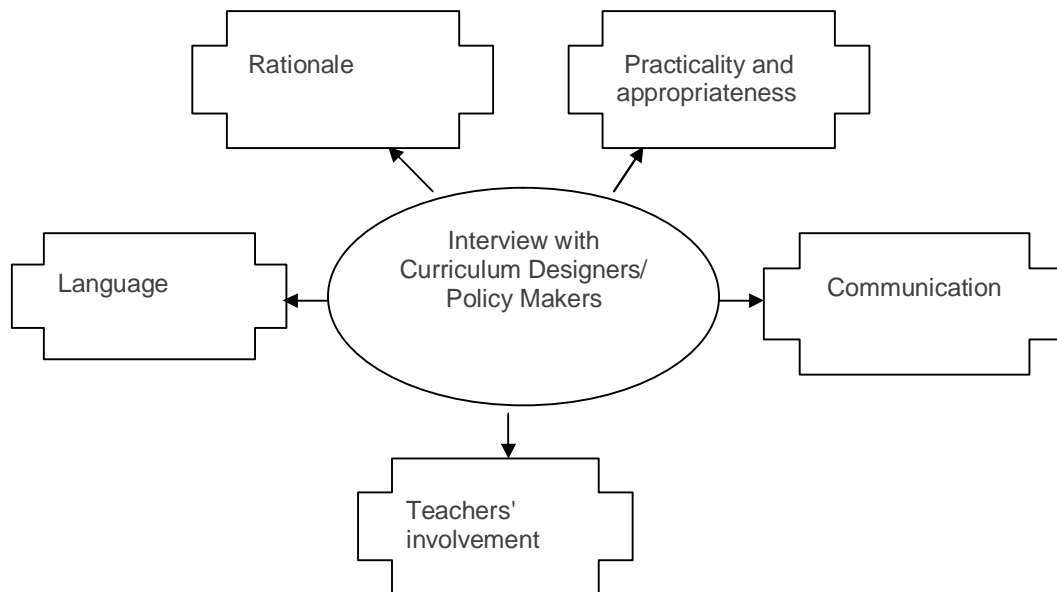 Rationale
Practicality and
appropriateness
Interview with
Curriculum Designers/
Policy Makers
Language
Communication
Teachers'
involvement